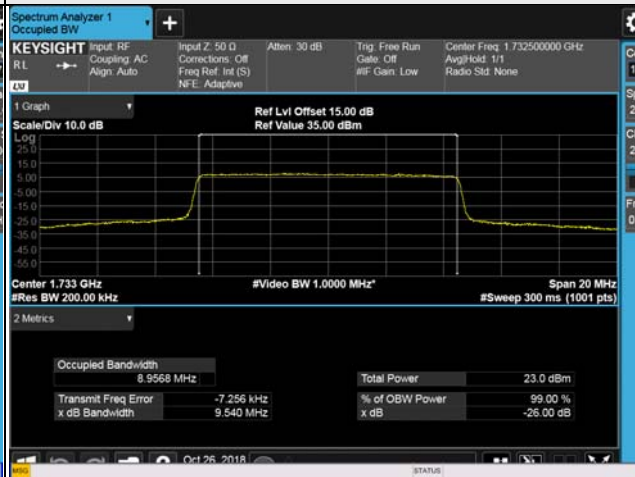 Spectrum Analyzer 1
Occupied BW
+
KEYSIGHT Input: RF Input Z: 50 Ω Atten: 30 dB Trig: Free Run Center Freq: 1.732500000 GHz
RL Coupling: AC Corrections: Off Gate: Off Avg|Hold: 1/1
Align: Auto Freq Ref: Int (S) #IF Gain: Low Radio Std: None
LXI NFE: Adaptive
1 Graph
Ref Lvl Offset 15.00 dB
Scale/Div 10.0 dB Ref Value 35.00 dBm
Log
25.0
15.0
5.00
-5.00
-15.0
-25.0
-35.0
-45.0
-55.0
Center 1.733 GHz #Video BW 1.0000 MHz* Span 20 MHz
#Res BW 200.00 kHz #Sweep 300 ms (1001 pts)
2 Metrics
Occupied Bandwidth
8.9568 MHz Total Power 23.0 dBm
Transmit Freq Error -7.256 kHz % of OBW Power 99.00 %
x dB Bandwidth 9.540 MHz x dB -26.00 dB
Oct 26, 2018
MSG STATUS